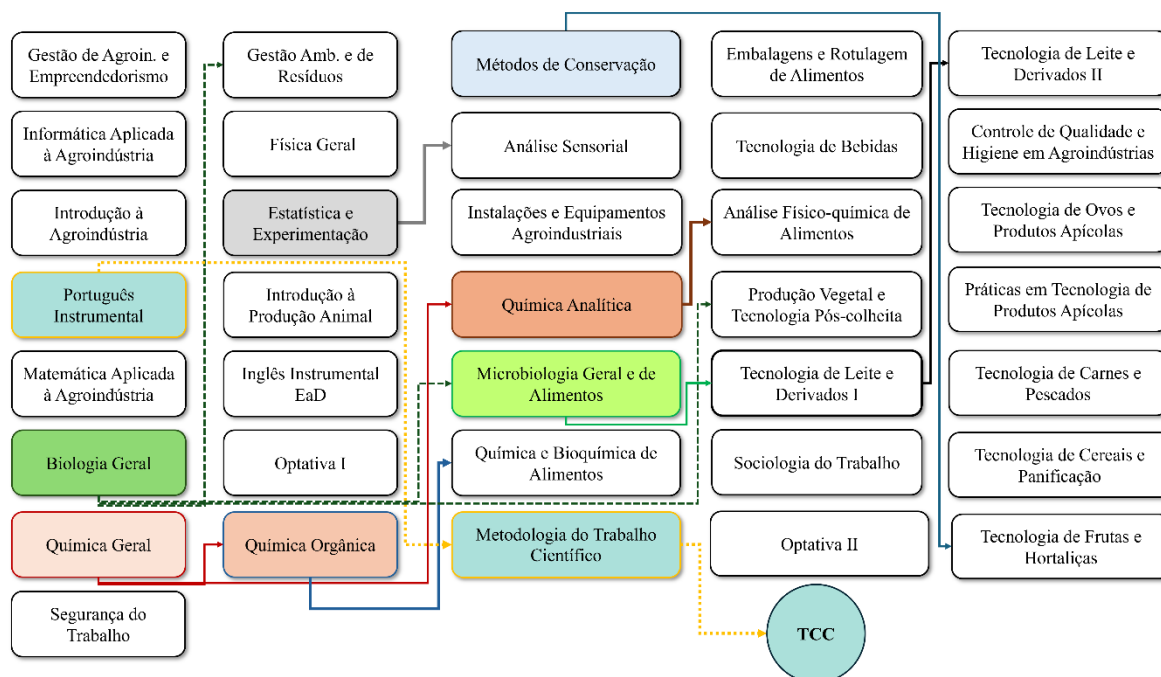 Gestão de Agroin. e
Empreendedorismo
Informática Aplicada
à Agroindústria
Introdução à
Agroindústria
Português
Instrumental
Matemática Aplicada
à Agroindústria
Biologia Geral
Química Geral
Segurança do
Trabalho
Gestão Amb. e de
Resíduos
Física Geral
Estatística e
Experimentação
Introdução à
Produção Animal
Inglês Instrumental
EaD
Optativa I
Química Orgânica
Métodos de Conservação
Análise Sensorial
Instalações e Equipamentos
Agroindustriais
Química Analítica
Microbiologia Geral e de
Alimentos
Química e Bioquímica de
Alimentos
Metodologia do Trabalho
Científico
Embalagens e Rotulagem
de Alimentos
Tecnologia de Bebidas
Análise Físico-química de
Alimentos
Produção Vegetal e
Tecnologia Pós-colheita
Tecnologia de Leite e
Derivados I
Sociologia do Trabalho
Optativa II
TCC
Tecnologia de Leite e
Derivados II
Controle de Qualidade e
Higiene em Agroindústrias
Tecnologia de Ovos e
Produtos Apícolas
Práticas em Tecnologia de
Produtos Apícolas
Tecnologia de Carnes e
Pescados
Tecnologia de Cereais e
Panificação
Tecnologia de Frutas e
Hortaliças